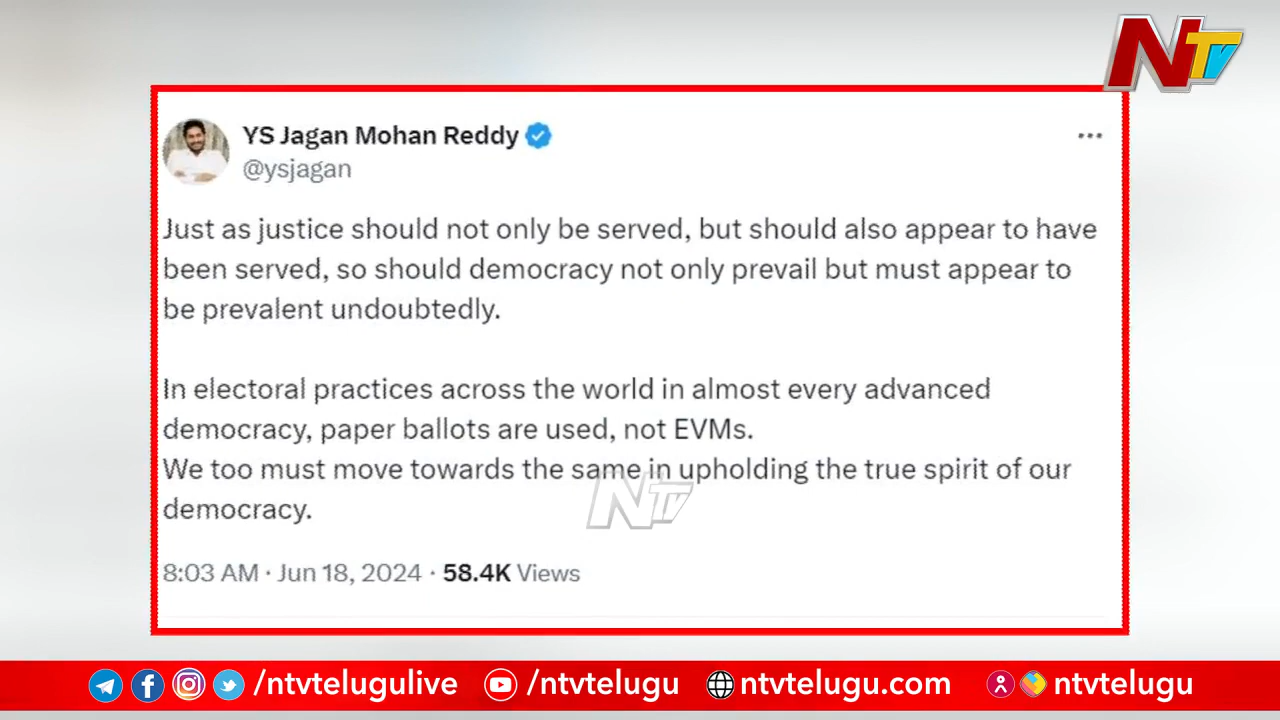 NTV
YS Jagan Mohan Reddy
@ysjagan
Just as justice should not only be served, but should also appear to have
been served, so should democracy not only prevail but must appear to
be prevalent undoubtedly.
In electoral practices across the world in almost every advanced
democracy, paper ballots are used, not EVMs.
We too must move towards the same in upholding the true spirit of our
democracy.
NTV
8:03 AM · Jun 18, 2024 · 58.4K Views
/ntvtelugulive /ntvtelugu ntvtelugu.com ntvtelugu